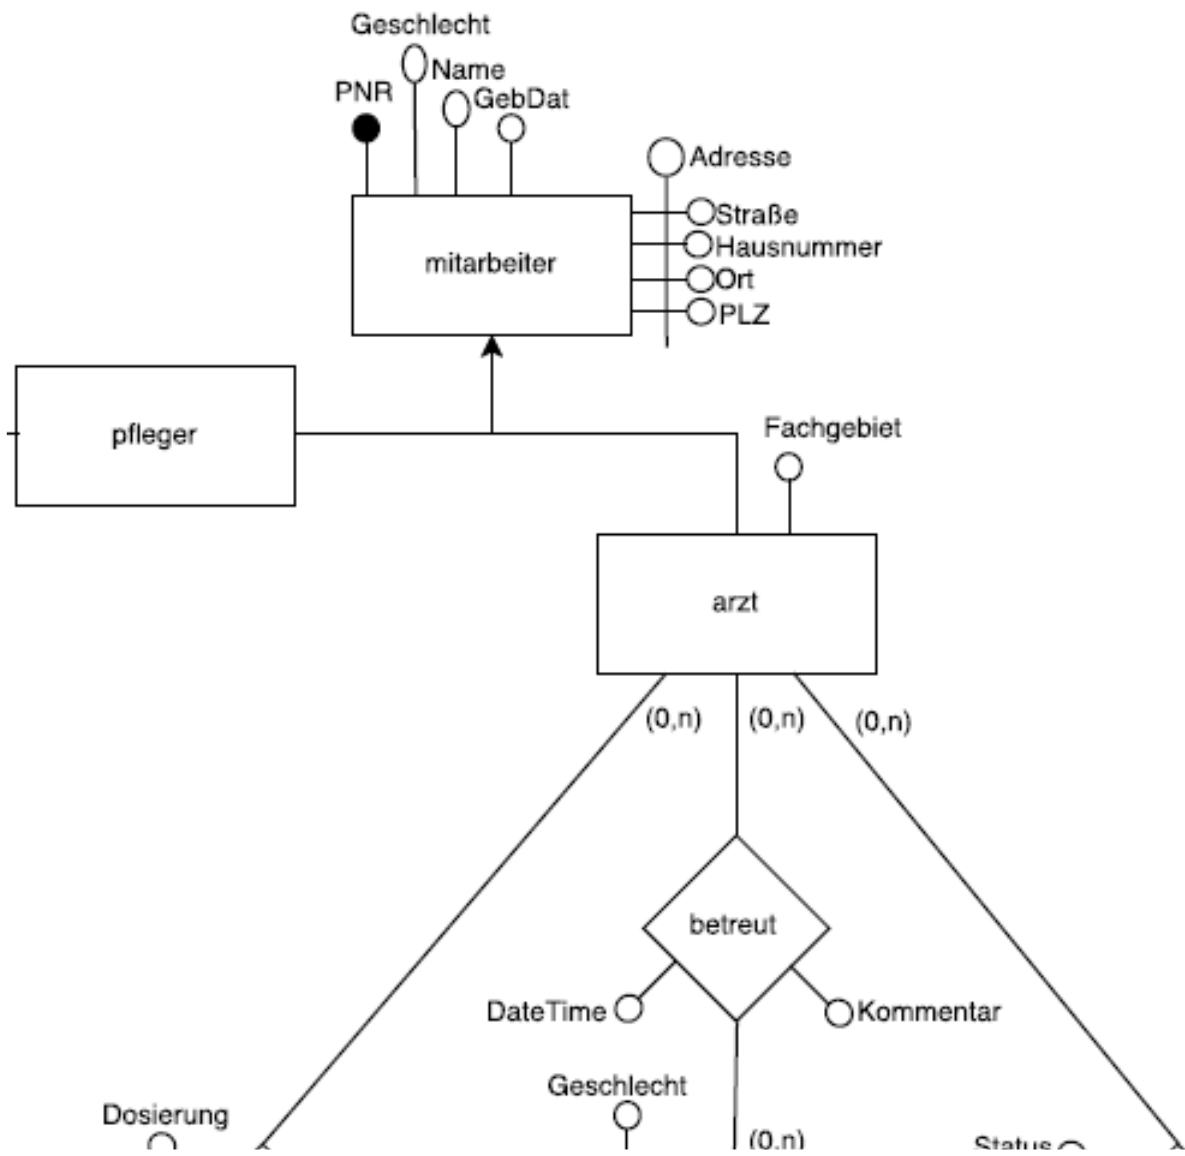 Geschlecht
Name
PNR
GebDat
Adresse
Straße
Hausnummer
mitarbeiter
Ort
PLZ
pfleger
Fachgebiet
arzt
(0,n)
(0,n)
(0,n)
betreut
DateTime
Kommentar
Geschlecht
Dosierung
(0,n)
Status